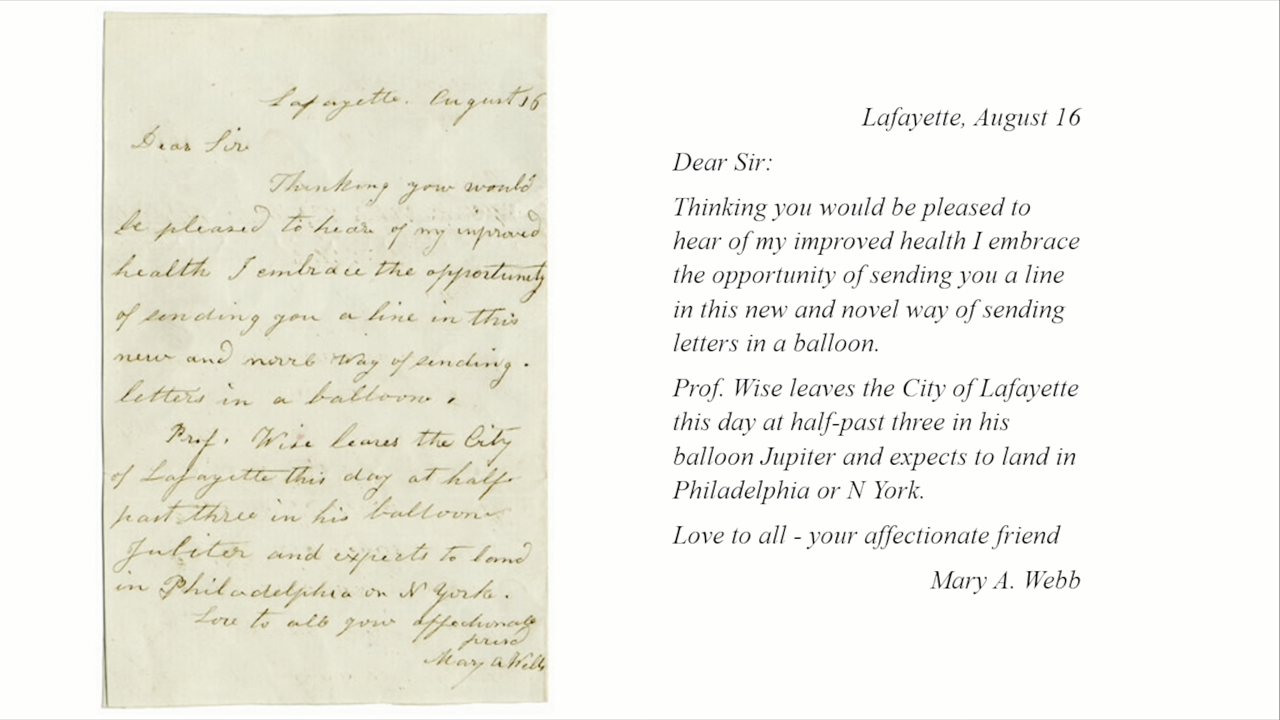 Lafayette. August 16
Dear Sir
Thinking you would
be pleased to heare of my improved
health I embrace the opportunity
of sending you a line in this
new and novel way of sending.
letters in a balloon.
Prof. Wise leaves the City
of Lafayette this day at half
past three in his balloon
Jubiter and expects to land
in Philadelphia or N York.
Love to all your affectionate
friend
Mary A Webb
Lafayette, August 16
Dear Sir:
Thinking you would be pleased to
hear of my improved health I embrace
the opportunity of sending you a line
in this new and novel way of sending
letters in a balloon.
Prof. Wise leaves the City of Lafayette
this day at half-past three in his
balloon Jupiter and expects to land in
Philadelphia or N York.
Love to all - your affectionate friend
Mary A. Webb